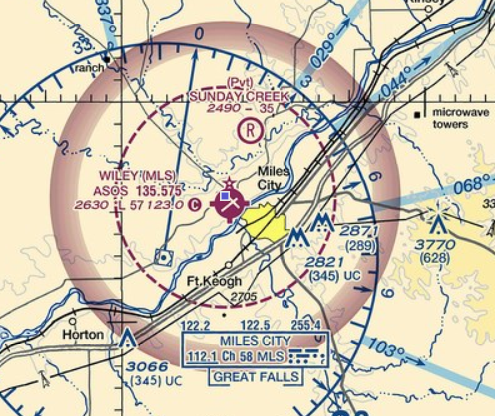 Kinsey
337°
0
3
029°
044°
ranch
(Pvt)
SUNDAY CREEK
2490 - 35
R
microwave
towers
WILEY (MLS)
ASOS 135.575
2630 L 57 123.0 C
Miles
City
6
068°
2871
(289)
3770
(628)
2821
(345) UC
Ft.Keogh
2705
9
Horton
122.2 122.5 255.4
MILES CITY
112.1 Ch 58 MLS
GREAT FALLS
3066
(345) UC
103°